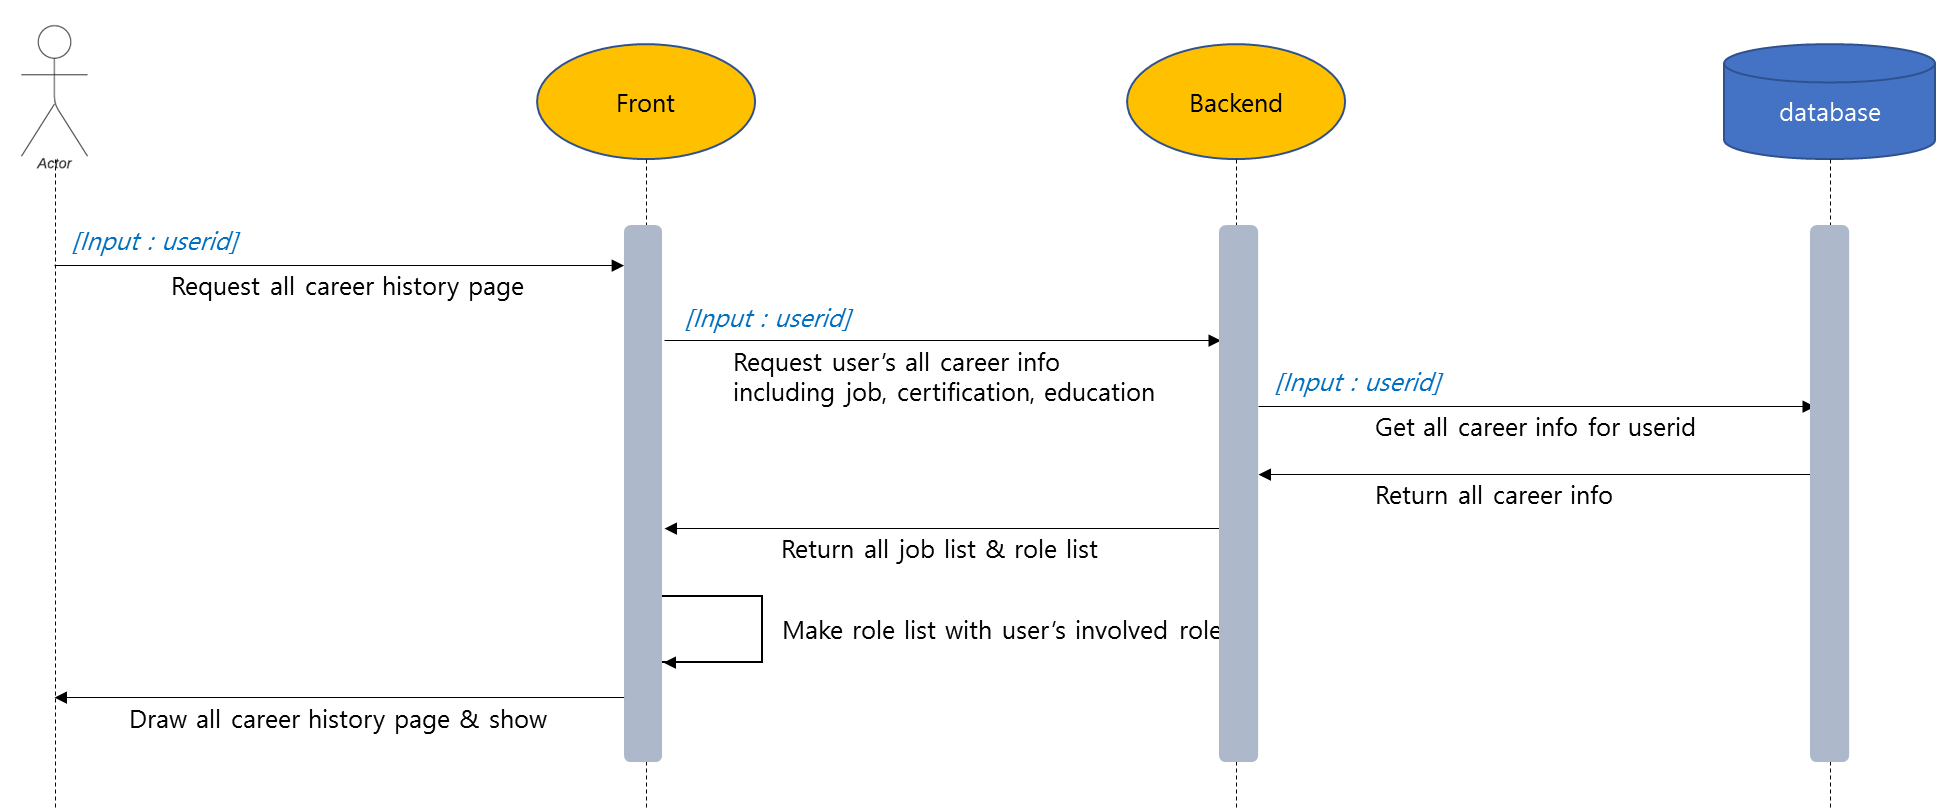 Actor
Front
Backend
database
[Input : userid]
Request all career history page
[Input : userid]
Request user’s all career info
including job, certification, education
[Input : userid]
Get all career info for userid
Return all career info
Return all job list & role list
Make role list with user’s involved role
Draw all career history page & show